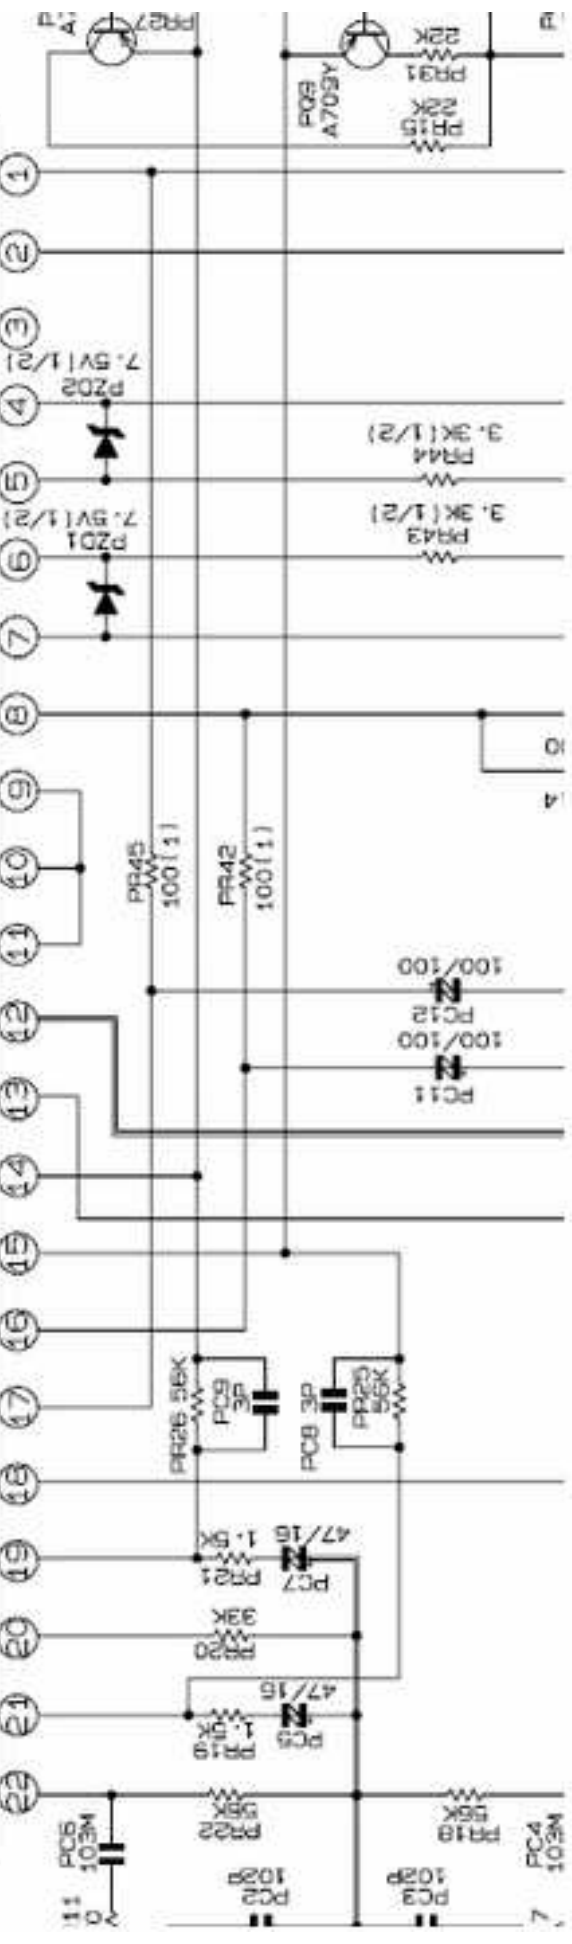 PR27
22K
PR31
PQ9
A709Y
22K
PR15
1
2
3
7.5V(1/2)
PZD2
4
3.3K(1/2)
PR44
5
7.5V(1/2)
PZD1
3.3K(1/2)
PR43
6
7
8
9
PR45
100(1)
PR42
100(1)
10
11
100/100
PC12
12
100/100
PC11
13
14
15
16
PR26 56K
PC9
3P
PC8 3P
PR25
56K
17
18
1.5K
PR21
47/16
PC7
19
33K
PR20
20
47/16
PC5
1.5K
PR19
21
22
56K
PR22
56K
PR18
PC6
103M
PC4
103M
102P
PC2
102P
PC3
11
7